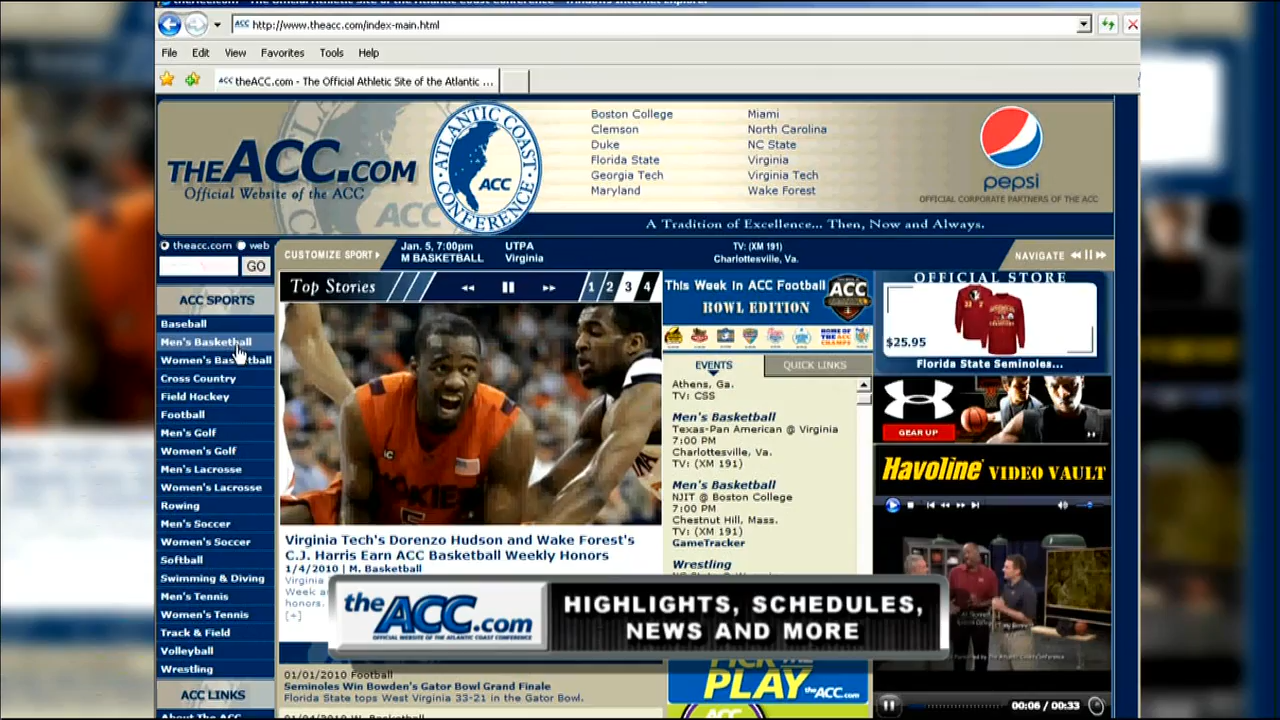 http://www.theacc.com/index-main.html
File Edit View Favorites Tools Help
theACC.com - The Official Athletic Site of the Atlantic ...
THEACC.COM
Official Website of the ACC
ATLANTIC COAST CONFERENCE
ACC
Boston College
Clemson
Duke
Florida State
Georgia Tech
Maryland
Miami
North Carolina
NC State
Virginia
Virginia Tech
Wake Forest
pepsi
OFFICIAL CORPORATE PARTNERS OF THE ACC
A Tradition of Excellence... Then, Now and Always.
theacc.com web
GO
CUSTOMIZE SPORT
Jan. 5, 7:00pm
M BASKETBALL
UTPA
Virginia
TV: (XM 191)
Charlottesville, Va.
NAVIGATE
ACC SPORTS
Baseball
Men's Basketball
Women's Basketball
Cross Country
Field Hockey
Football
Men's Golf
Women's Golf
Men's Lacrosse
Women's Lacrosse
Rowing
Men's Soccer
Women's Soccer
Softball
Swimming & Diving
Men's Tennis
Women's Tennis
Track & Field
Volleyball
Wrestling
ACC LINKS
About The ACC
Top Stories
1 2 3 4
Virginia Tech's Dorenzo Hudson and Wake Forest's
C.J. Harris Earn ACC Basketball Weekly Honors
1/4/2010 | M. Basketball
Virginia
Week a
honors.
[+]
01/01/2010 Football
Seminoles Win Bowden's Gator Bowl Grand Finale
Florida State tops West Virginia 33-21 in the Gator Bowl.
This Week in ACC Football
BOWL EDITION
ACC
EVENTS
QUICK LINKS
Athens, Ga.
TV: CSS
Men's Basketball
Texas-Pan American @ Virginia
7:00 PM
Charlottesville, Va.
TV: (XM 191)
Men's Basketball
NJIT @ Boston College
7:00 PM
Chestnut Hill, Mass.
TV: (XM 191)
GameTracker
Wrestling
PLAY theACC.com
OFFICIAL STORE
$25.95
Florida State Seminoles...
GEAR UP
Havoline VIDEO VAULT
00:06 / 00:33
theACC.com
OFFICIAL WEBSITE OF THE ATLANTIC COAST CONFERENCE
HIGHLIGHTS, SCHEDULES,
NEWS AND MORE